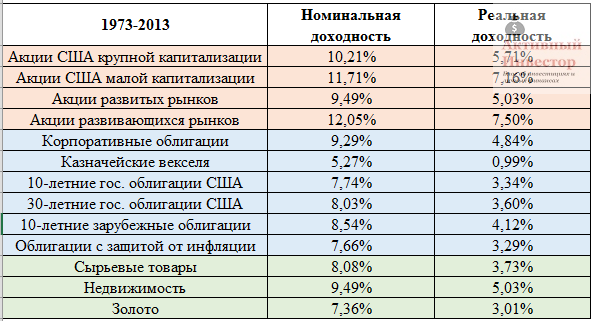 1973-2013 Номинальная доходность Реальная доходность
Акции США крупной капитализации 10,21% 5,71%
Акции США малой капитализации 11,71% 7,16%
Акции развитых рынков 9,49% 5,03%
Акции развивающихся рынков 12,05% 7,50%
Корпоративные облигации 9,29% 4,84%
Казначейские векселя 5,27% 0,99%
10-летние гос. облигации США 7,74% 3,34%
30-летние гос. облигации США 8,03% 3,60%
10-летние зарубежные облигации 8,54% 4,12%
Облигации с защитой от инфляции 7,66% 3,29%
Сырьевые товары 8,08% 3,73%
Недвижимость 9,49% 5,03%
Золото 7,36% 3,01%
$
Активный
Инвестор